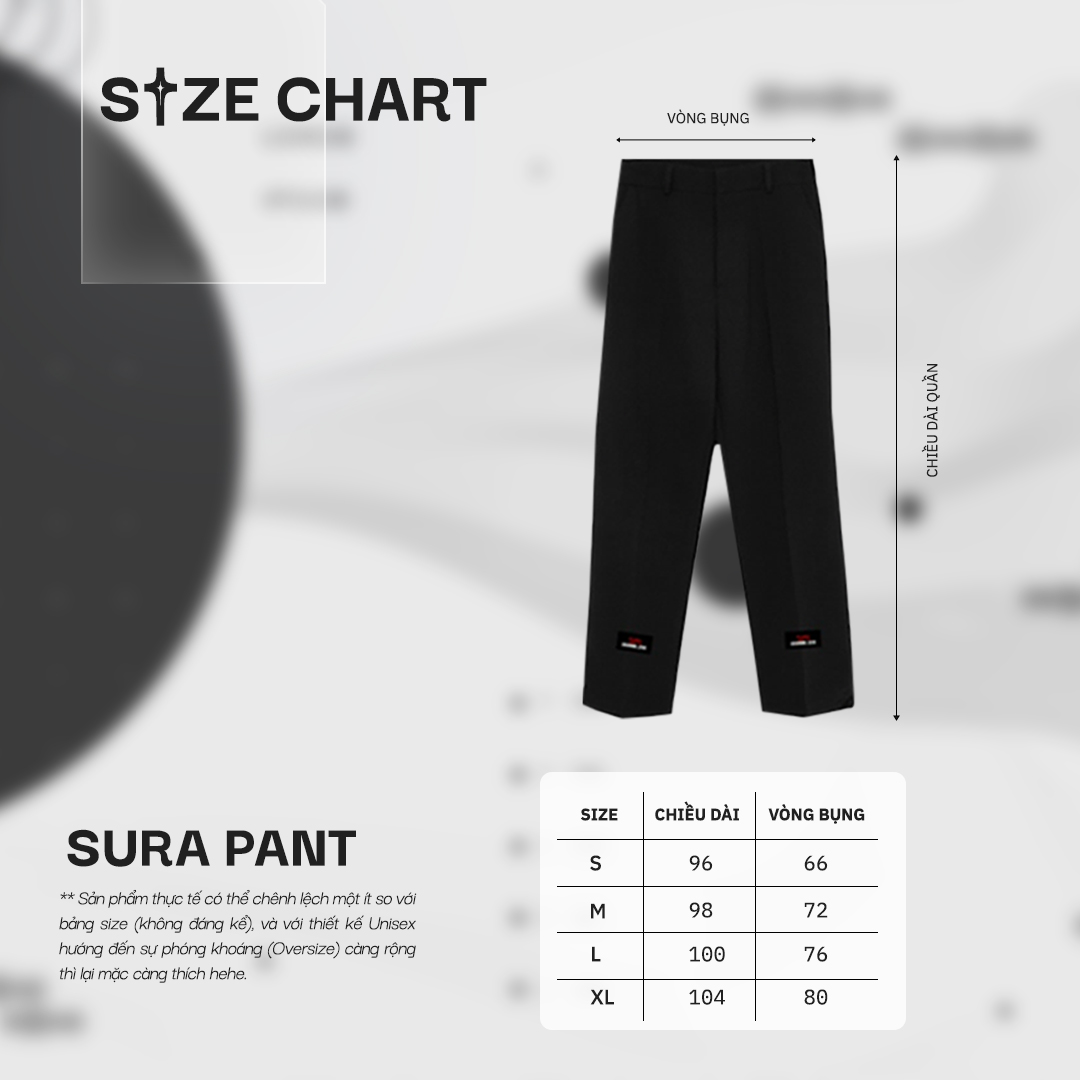 SIZE CHART
VÒNG BỤNG
CHIỀU DÀI QUẦN
SURA PANT
** Sản phẩm thực tế có thể chênh lệch một ít so với
bảng size (không đáng kể), và với thiết kế Unisex
hướng đến sự phóng khoáng (Oversize) càng rộng
thì lại mặc càng thích hehe.
SIZE CHIỀU DÀI VÒNG BỤNG
S 96 66
M 98 72
L 100 76
XL 104 80